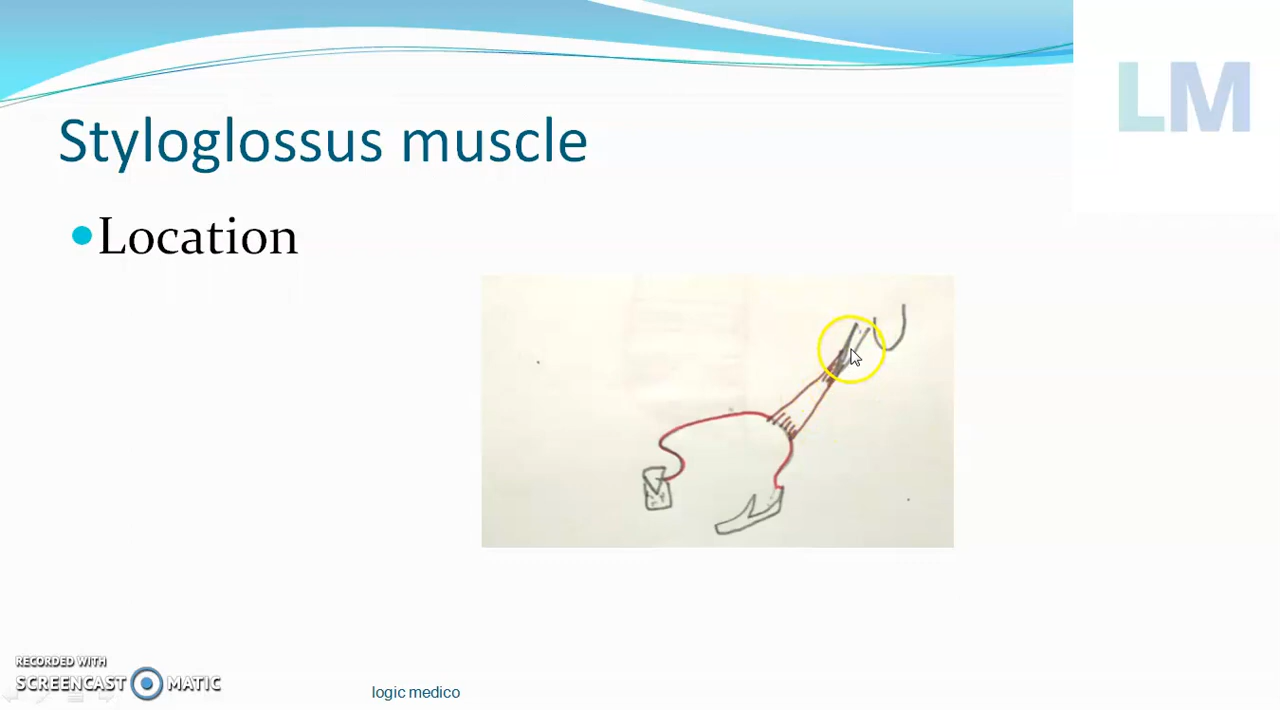 LM
Styloglossus muscle
Location
RECORDED WITH
SCREENCAST MATIC
logic medico